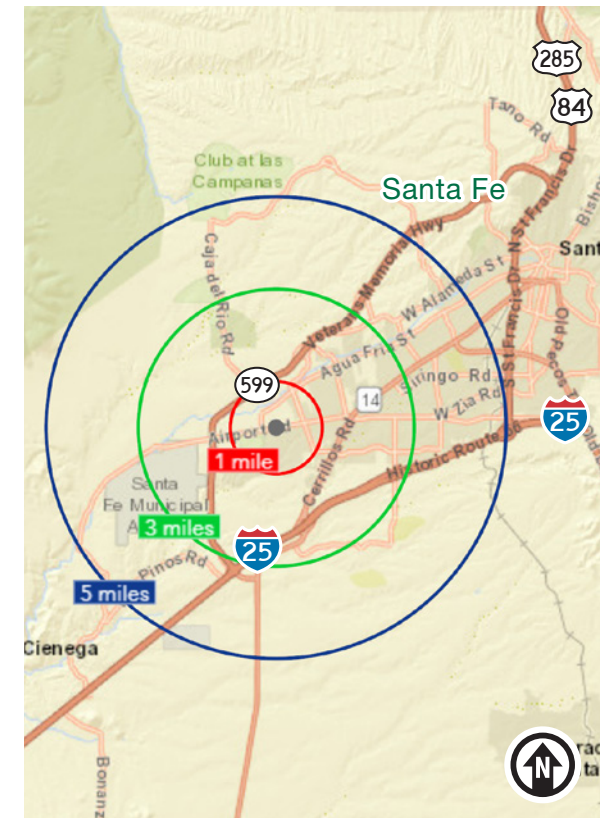 285
84
Tano Rd
Club at las
Campanas
Santa Fe
N St Francis Dr
Caja del Rio Rd
Veterans Memorial Hwy
W Alameda St
Agua Fria St
599
14
Siringo Rd
W Zia Rd
S St Francis Dr
25
Airport Rd
1 mile
Cerrillos Rd
Historic Route 66
Santa
Fe Municipal
A
3 miles
25
Pinos Rd
5 miles
Cienega
Bonanz
N